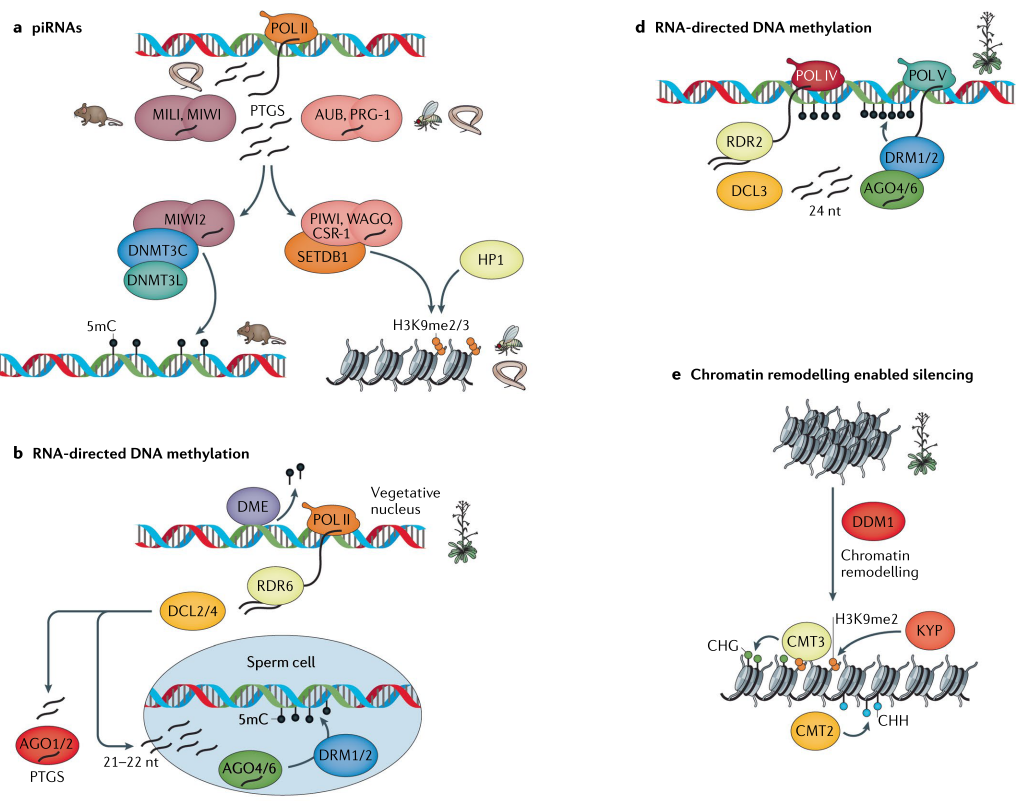 a piRNAs
POL II
MILI, MIWI
PTGS
AUB, PRG-1
MIWI2
DNMT3C
DNMT3L
PIWI, WAGO,
CSR-1
SETDB1
HP1
5mC
H3K9me2/3
b RNA-directed DNA methylation
DME
POL II
Vegetative
nucleus
RDR6
DCL2/4
Sperm cell
5mC
AGO1/2
PTGS
21–22 nt
AGO4/6
DRM1/2
d RNA-directed DNA methylation
POL IV
POL V
RDR2
DRM1/2
DCL3
AGO4/6
24 nt
e Chromatin remodelling enabled silencing
DDM1
Chromatin
remodelling
H3K9me2
CHG
CMT3
KYP
CMT2
CHH